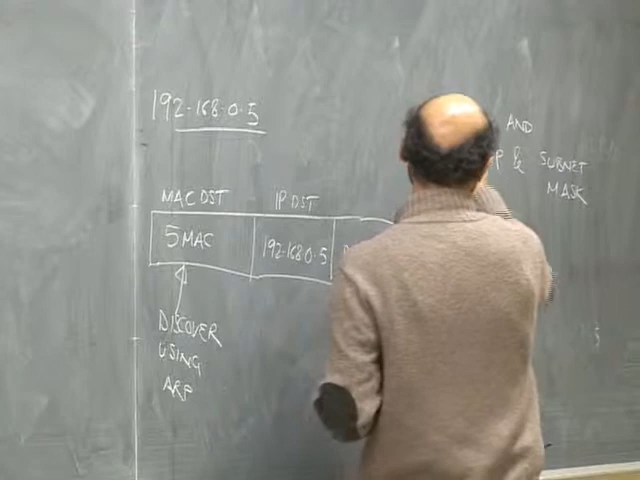 192.168.0.5
AND
P & SUBNET
MASK
MAC DST IP DST
5 MAC 192.168.0.5
DISCOVER
USING
ARP